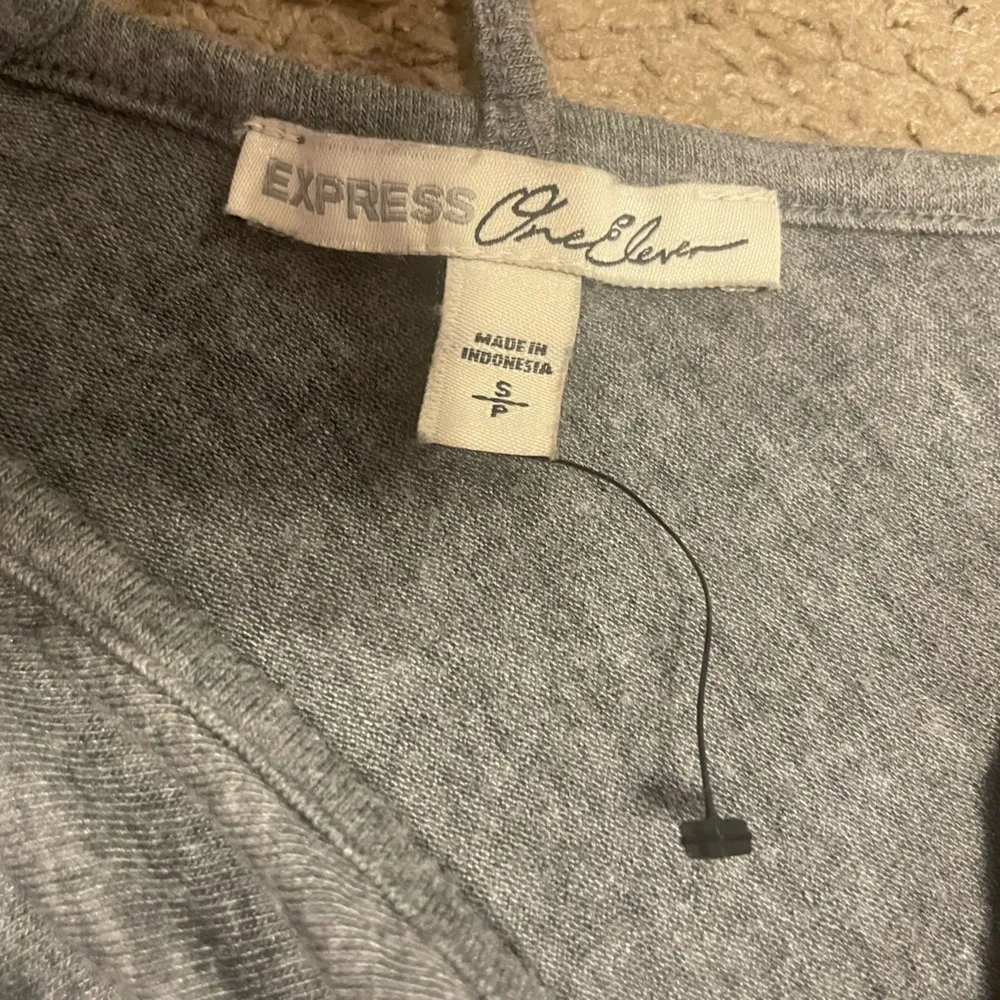 EXPRESS One Eleven
MADE IN
INDONESIA
S
P